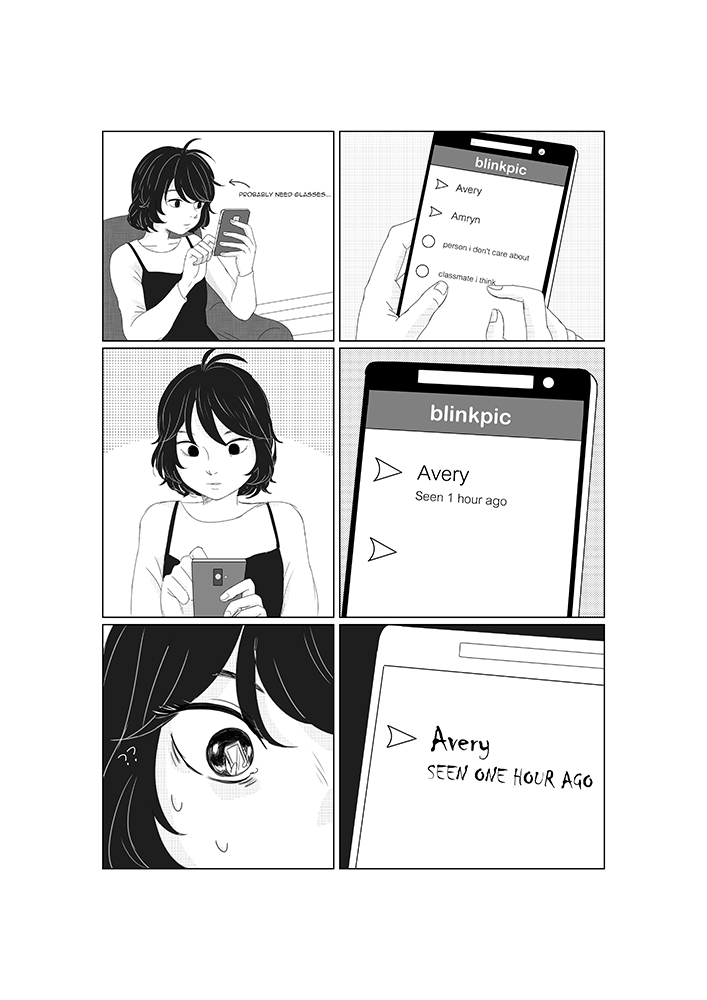 PROBABLY NEED GLASSES...
blinkpic
Avery
Amryn
person i don't care about
classmate i think
blinkpic
Avery
Seen 1 hour ago
??
Avery
SEEN ONE HOUR AGO